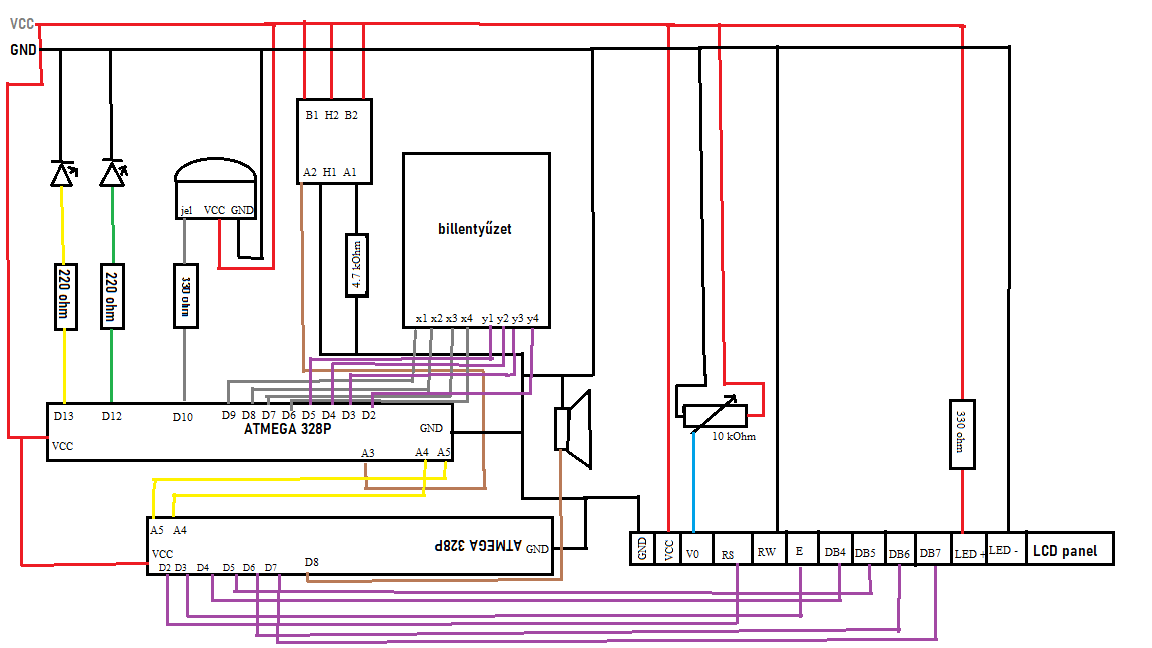 VCC
GND
B1 H2 B2
A2 H1 A1
jel VCC GND
billentyűzet
x1 x2 x3 x4 y1 y2 y3 y4
220 ohm
220 ohm
330 ohm
4.7 kOhm
D13 D12 D10 D9 D8 D7 D6 D5 D4 D3 D2
ATMEGA 328P
GND
VCC
A3 A4 A5
10 kOhm
330 ohm
A5 A4
ATMEGA 328P
GND
VCC
D2 D3 D4 D5 D6 D7 D8
GND VCC V0 RS RW E DB4 DB5 DB6 DB7 LED + LED - LCD panel